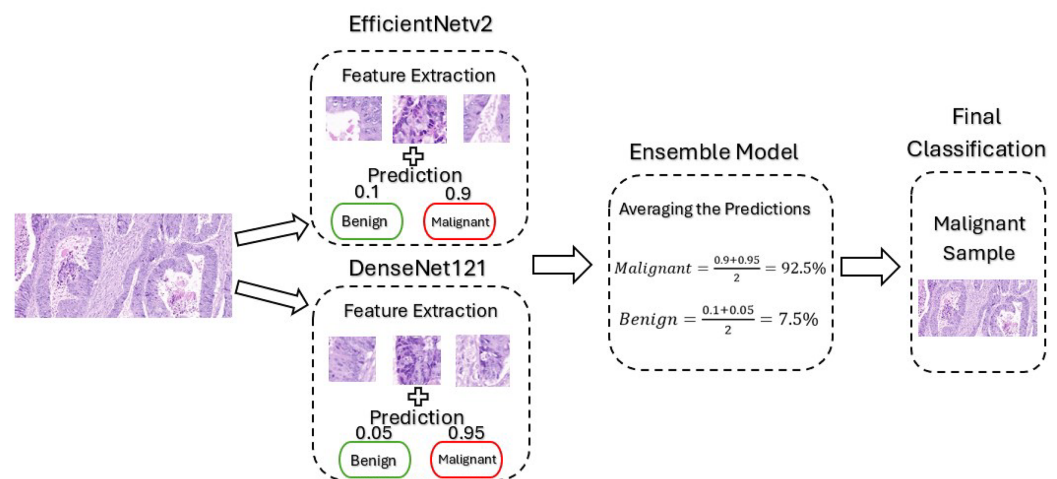 EfficientNetv2
Feature Extraction
Prediction
0.1 0.9
Benign Malignant
DenseNet121
Feature Extraction
Prediction
0.05 0.95
Benign Malignant
Ensemble Model
Averaging the Predictions
Malignant = \frac{0.9+0.95}{2} = 92.5%
Benign = \frac{0.1+0.05}{2} = 7.5%
Final
Classification
Malignant
Sample